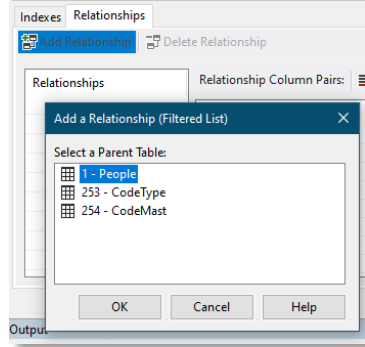 Indexes Relationships
Add Relationship Delete Relationship
Relationships Relationship Column Pairs:
Add a Relationship (Filtered List)
Select a Parent Table:
1 - People
253 - CodeType
254 - CodeMast
OK Cancel Help
Output